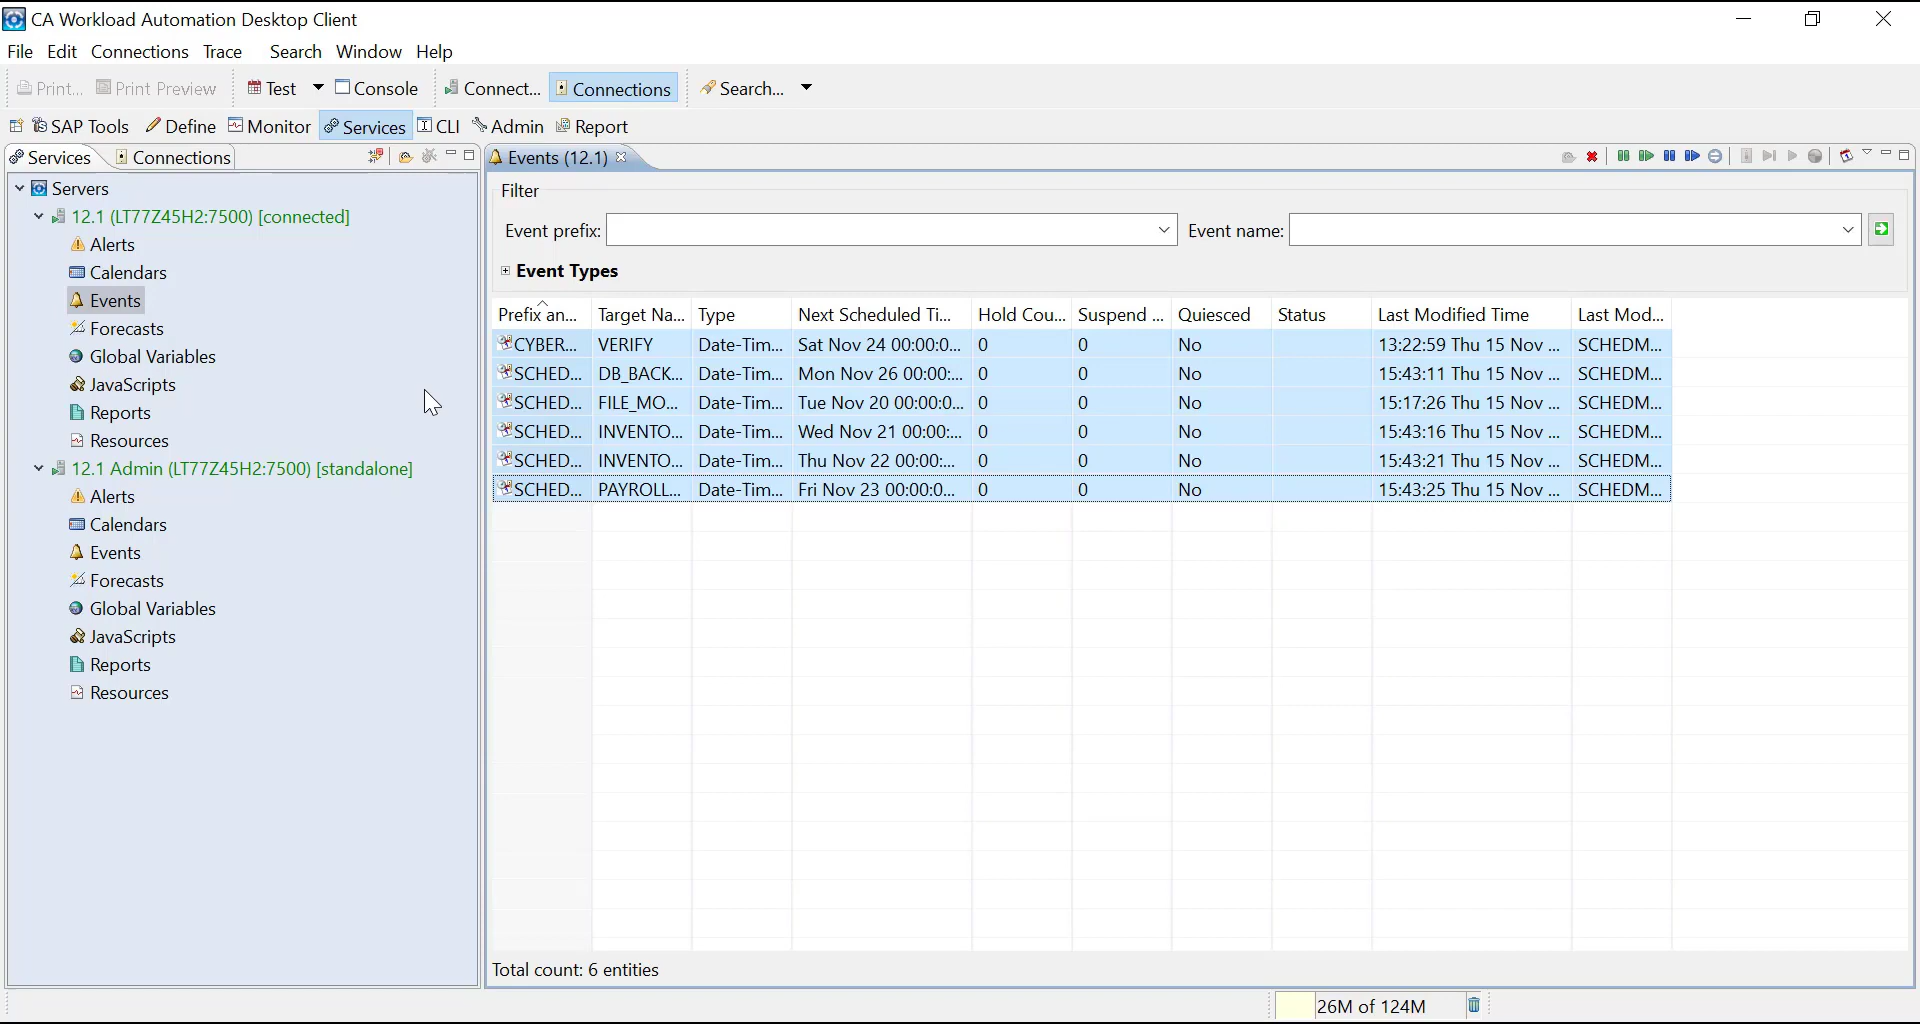 CA Workload Automation Desktop Client
File Edit Connections Trace Search Window Help
Print... Print Preview Test Console Connect... Connections Search...
SAP Tools Define Monitor Services CLI Admin Report
Services Connections
Servers
12.1 (LT77Z45H2:7500) [connected]
Alerts
Calendars
Events
Forecasts
Global Variables
JavaScripts
Reports
Resources
12.1 Admin (LT77Z45H2:7500) [standalone]
Alerts
Calendars
Events
Forecasts
Global Variables
JavaScripts
Reports
Resources
Events (12.1)
Filter
Event prefix: Event name:
Event Types
Prefix an... Target Na... Type Next Scheduled Ti... Hold Cou... Suspend ... Quiesced Status Last Modified Time Last Mod...
CYBER... VERIFY Date-Tim... Sat Nov 24 00:00:0... 0 0 No 13:22:59 Thu 15 Nov ... SCHEDM...
SCHED... DB_BACK... Date-Tim... Mon Nov 26 00:00:... 0 0 No 15:43:11 Thu 15 Nov ... SCHEDM...
SCHED... FILE_MO... Date-Tim... Tue Nov 20 00:00:0... 0 0 No 15:17:26 Thu 15 Nov ... SCHEDM...
SCHED... INVENTO... Date-Tim... Wed Nov 21 00:00:... 0 0 No 15:43:16 Thu 15 Nov ... SCHEDM...
SCHED... INVENTO... Date-Tim... Thu Nov 22 00:00:... 0 0 No 15:43:21 Thu 15 Nov ... SCHEDM...
SCHED... PAYROLL... Date-Tim... Fri Nov 23 00:00:0... 0 0 No 15:43:25 Thu 15 Nov ... SCHEDM...
Total count: 6 entities
26M of 124M